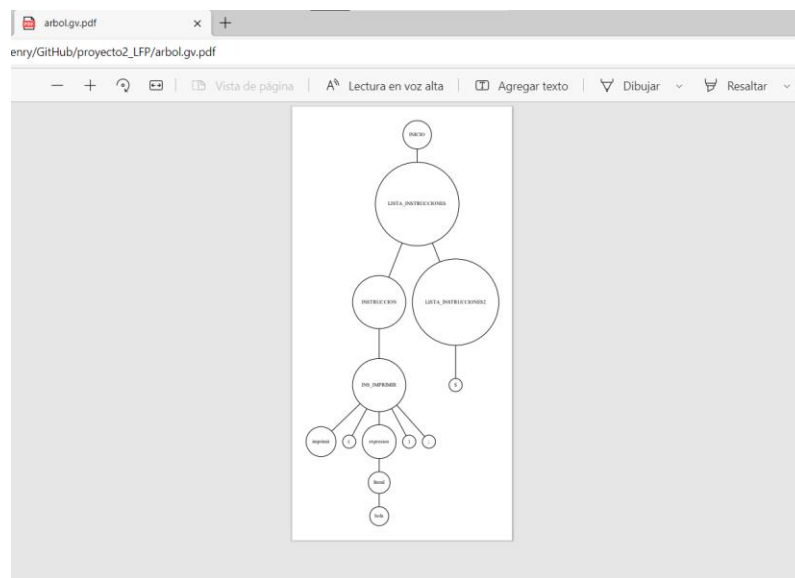 arbol.gv.pdf
enry/GitHub/proyecto2_LFP/arbol.gv.pdf
Vista de página
Lectura en voz alta
Agregar texto
Dibujar
Resaltar
INICIO
LISTA_INSTRUCCIONES
INSTRUCCION
LISTA_INSTRUCCIONES2
INS_IMPRIMIR
$
imprimir
(
expresion
)
;
literal